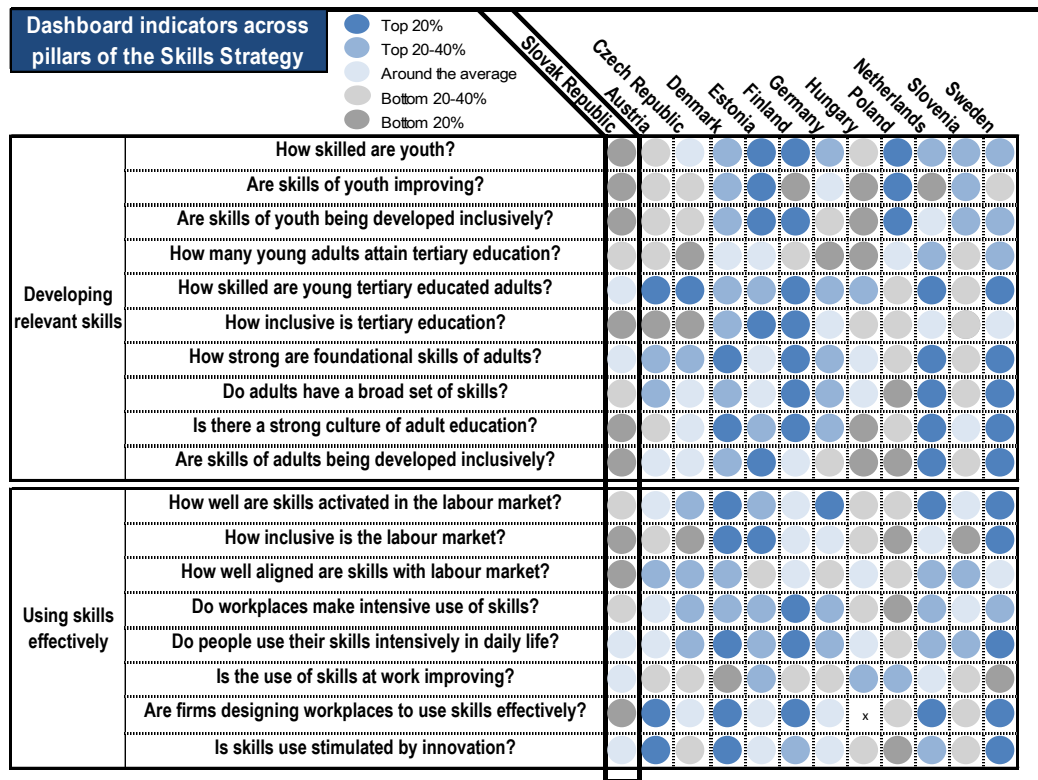 Dashboard indicators across
pillars of the Skills Strategy
Top 20%
Top 20-40%
Around the average
Bottom 20-40%
Bottom 20%
Slovak Republic
Austria
Czech Republic
Denmark
Estonia
Finland
Germany
Hungary
Poland
Netherlands
Slovenia
Sweden
Developing
relevant skills
How skilled are youth?
Are skills of youth improving?
Are skills of youth being developed inclusively?
How many young adults attain tertiary education?
How skilled are young tertiary educated adults?
How inclusive is tertiary education?
How strong are foundational skills of adults?
Do adults have a broad set of skills?
Is there a strong culture of adult education?
Are skills of adults being developed inclusively?
Using skills
effectively
How well are skills activated in the labour market?
How inclusive is the labour market?
How well aligned are skills with labour market?
Do workplaces make intensive use of skills?
Do people use their skills intensively in daily life?
Is the use of skills at work improving?
Are firms designing workplaces to use skills effectively?
x
Is skills use stimulated by innovation?